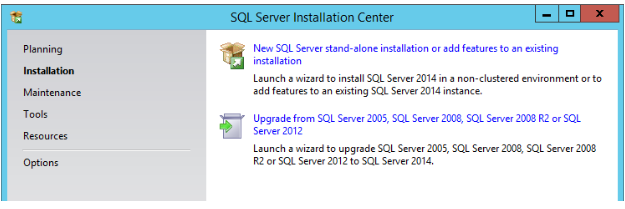 SQL Server Installation Center
Planning
Installation
Maintenance
Tools
Resources
Options
New SQL Server stand-alone installation or add features to an existing
installation
Launch a wizard to install SQL Server 2014 in a non-clustered environment or to
add features to an existing SQL Server 2014 instance.
Upgrade from SQL Server 2005, SQL Server 2008, SQL Server 2008 R2 or SQL
Server 2012
Launch a wizard to upgrade SQL Server 2005, SQL Server 2008, SQL Server 2008
R2 or SQL Server 2012 to SQL Server 2014.